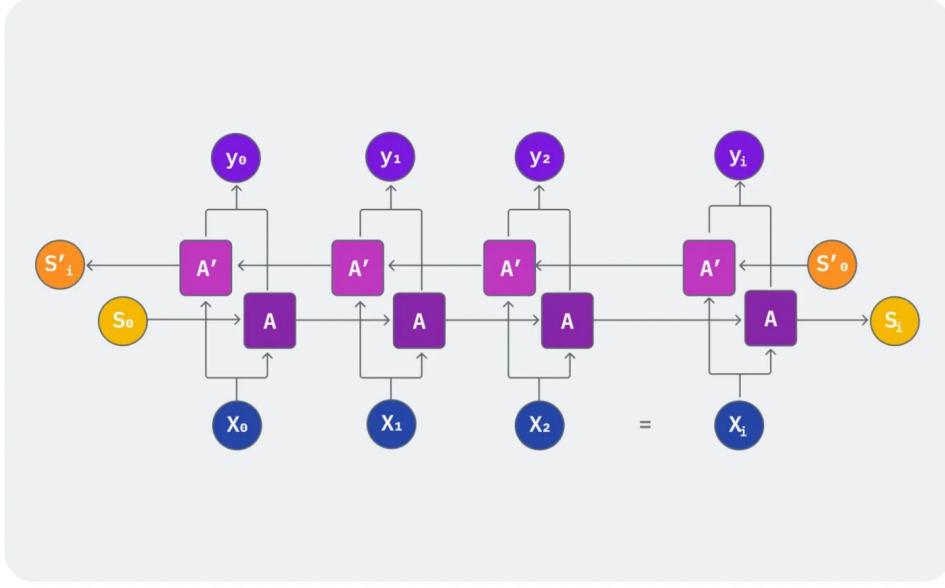 y₀ y₁ y₂ yᵢ
S′ᵢ A′ A′ A′ A′ S′₀
S₀ A A A A Sᵢ
X₀ X₁ X₂ = Xᵢ